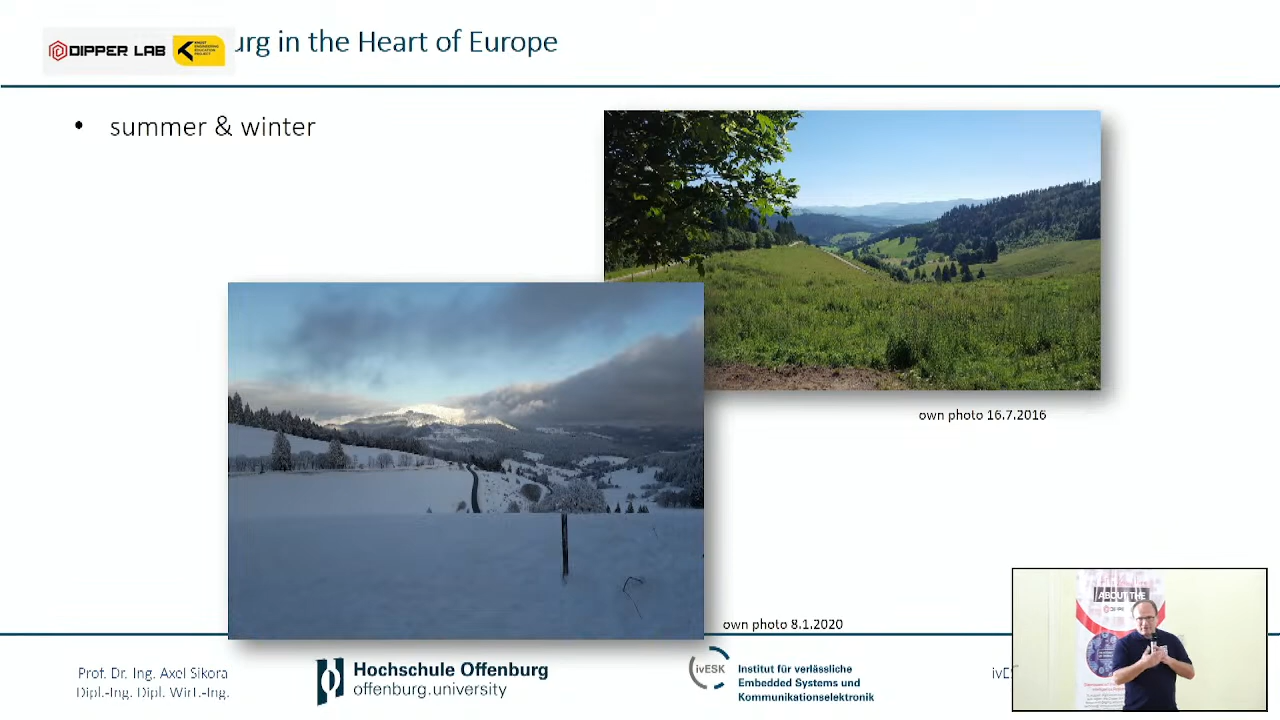 DIPPER LAB
urg in the Heart of Europe
• summer & winter
own photo 16.7.2016
own photo 8.1.2020
Prof. Dr. Ing. Axel Sikora
Dipl.-Ing. Dipl. Wirt.-Ing.
Hochschule Offenburg
offenburg.university
ivESK
Institut für verlässliche
Embedded Systems und
Kommunikationselektronik
ivES
ABOUT THE